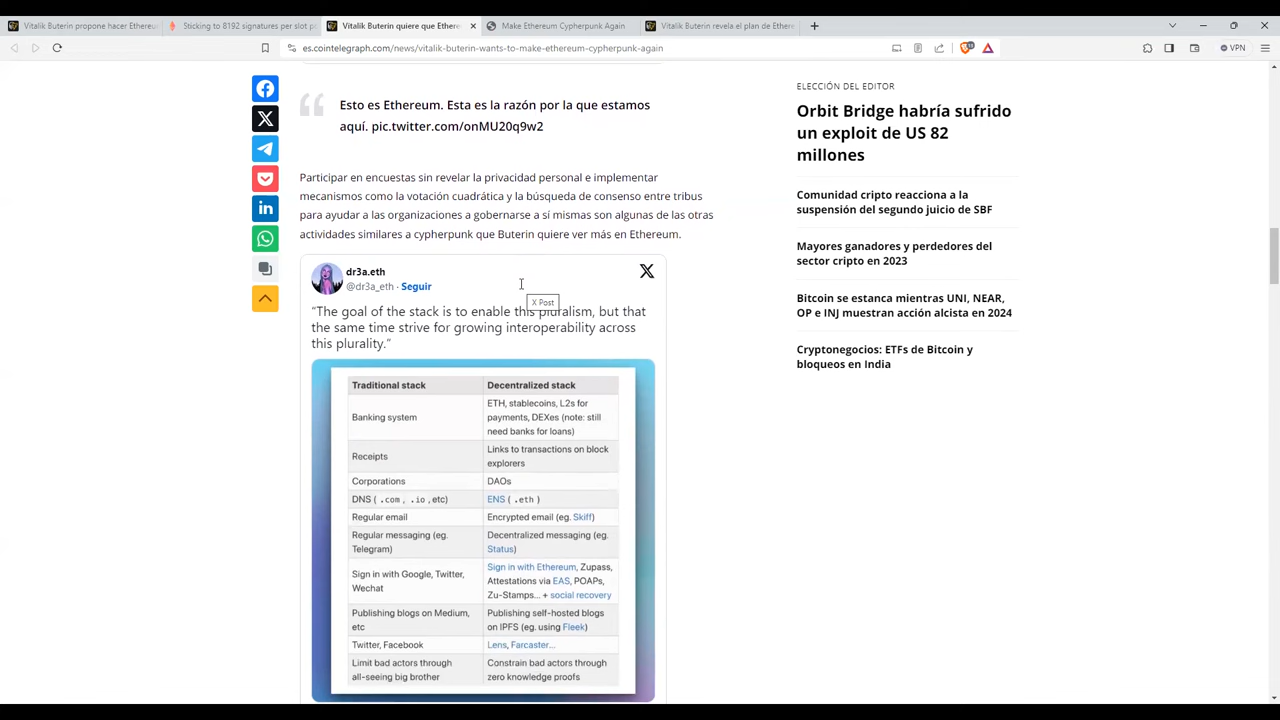 Vitalik Buterin propone hacer Ethereu
Sticking to 8192 signatures per slot po
Vitalik Buterin quiere que Ethere
Make Ethereum Cypherpunk Again
Vitalik Buterin revela el plan de Ethere
es.cointelegraph.com/news/vitalik-buterin-wants-to-make-ethereum-cypherpunk-again
VPN
Esto es Ethereum. Esta es la razón por la que estamos
aquí. pic.twitter.com/onMU20q9w2
Participar en encuestas sin revelar la privacidad personal e implementar
mecanismos como la votación cuadrática y la búsqueda de consenso entre tribus
para ayudar a las organizaciones a gobernarse a sí mismas son algunas de las otras
actividades similares a cypherpunk que Buterin quiere ver más en Ethereum.
dr3a.eth
@dr3a_eth · Seguir
X Post
“The goal of the stack is to enable this pluralism, but that
the same time strive for growing interoperability across
this plurality.”
Traditional stack
Decentralized stack
Banking system
ETH, stablecoins, L2s for
payments, DEXes (note: still
need banks for loans)
Receipts
Links to transactions on block
explorers
Corporations
DAOs
DNS ( .com , .io ,etc)
ENS ( .eth )
Regular email
Encrypted email (eg. Skiff)
Regular messaging (eg.
Telegram)
Decentralized messaging (eg.
Status)
Sign in with Google, Twitter,
Wechat
Sign in with Ethereum, Zupass,
Attestations via EAS, POAPs,
Zu-Stamps... + social recovery
Publishing blogs on Medium,
etc
Publishing self-hosted blogs
on IPFS (eg. using Fleek)
Twitter, Facebook
Lens, Farcaster...
Limit bad actors through
all-seeing big brother
Constrain bad actors through
zero knowledge proofs
ELECCIÓN DEL EDITOR
Orbit Bridge habría sufrido
un exploit de US 82
millones
Comunidad cripto reacciona a la
suspensión del segundo juicio de SBF
Mayores ganadores y perdedores del
sector cripto en 2023
Bitcoin se estanca mientras UNI, NEAR,
OP e INJ muestran acción alcista en 2024
Cryptonegocios: ETFs de Bitcoin y
bloqueos en India